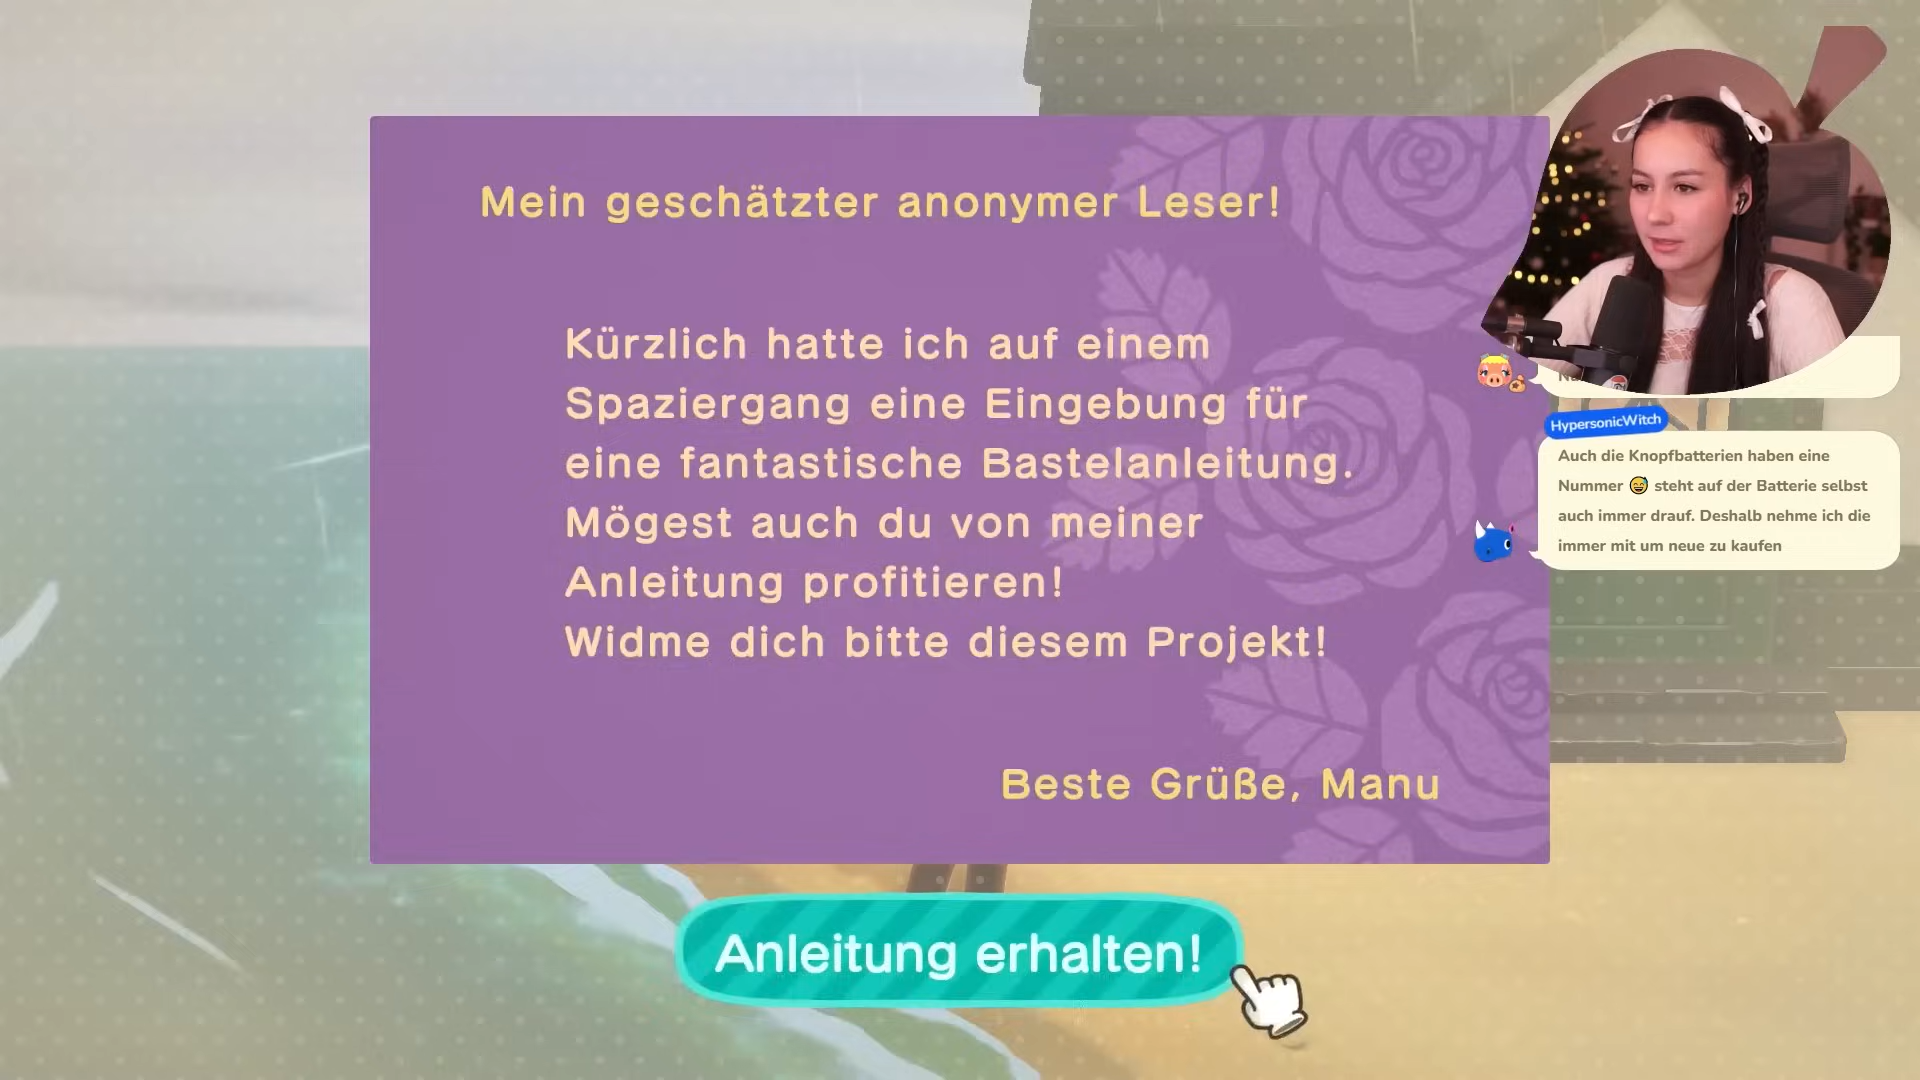 Mein geschätzter anonymer Leser!
Kürzlich hatte ich auf einem
Spaziergang eine Eingebung für
eine fantastische Bastelanleitung.
Mögest auch du von meiner
Anleitung profitieren!
Widme dich bitte diesem Projekt!
Beste Grüße, Manu
Anleitung erhalten!
HypersonicWitch
Auch die Knopfbatterien haben eine
Nummer 😅 steht auf der Batterie selbst
auch immer drauf. Deshalb nehme ich die
immer mit um neue zu kaufen